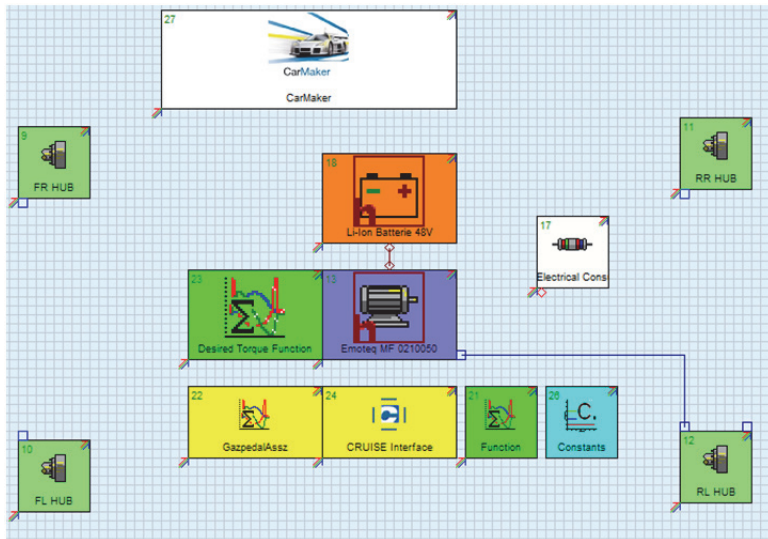 27
CarMaker
CarMaker
9
FR HUB
11
RR HUB
18
h
Li-Ion Batterie 48V
17
Electrical Cons
23
Desired Torque Function
13
h
Emoteq MF 0210050
22
GazpedalAssz
24
C
CRUISE Interface
21
Function
26
C.
Constants
10
FL HUB
12
RL HUB